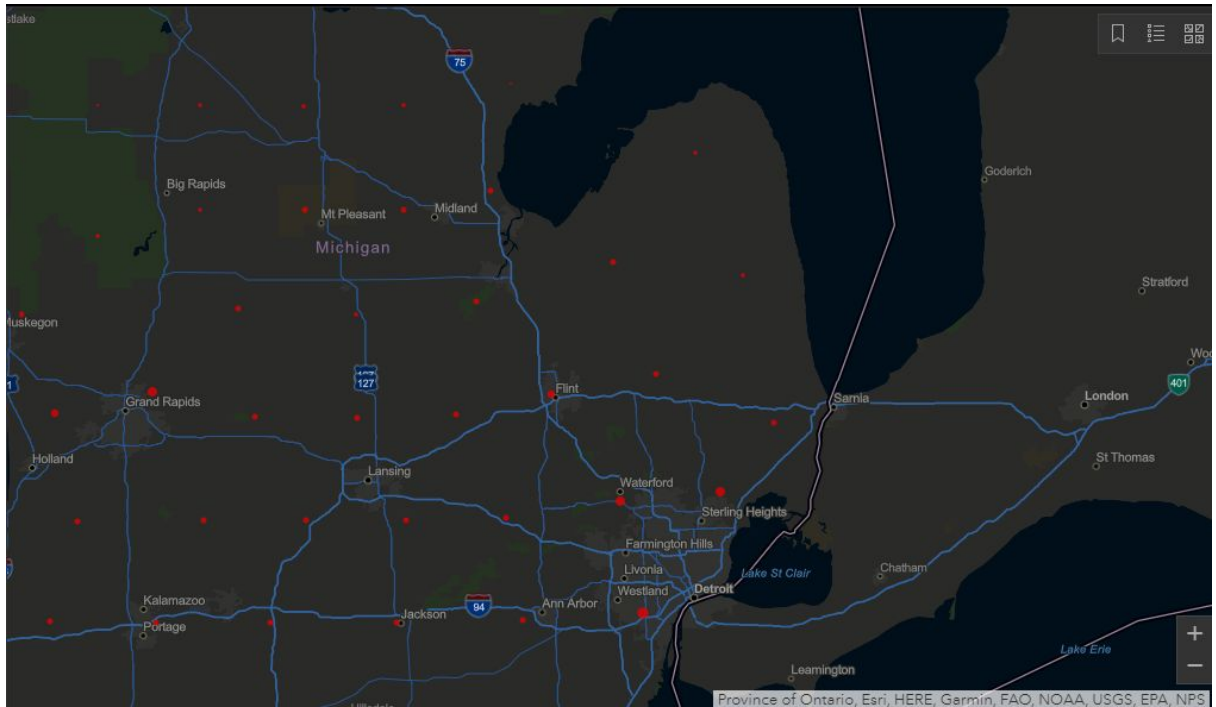 stlake
75
Goderich
Big Rapids
Mt Pleasant
Midland
Michigan
Stratford
Muskegon
Woo
127
401
Flint
Grand Rapids
Sarnia
London
Holland
Lansing
St Thomas
Waterford
Sterling Heights
Farmington Hills
Lake St Clair
Chatham
Livonia
Westland
Detroit
Kalamazoo
94
Ann Arbor
Jackson
Portage
Lake Erie
Leamington
Province of Ontario, Esri, HERE, Garmin, FAO, NOAA, USGS, EPA, NPS